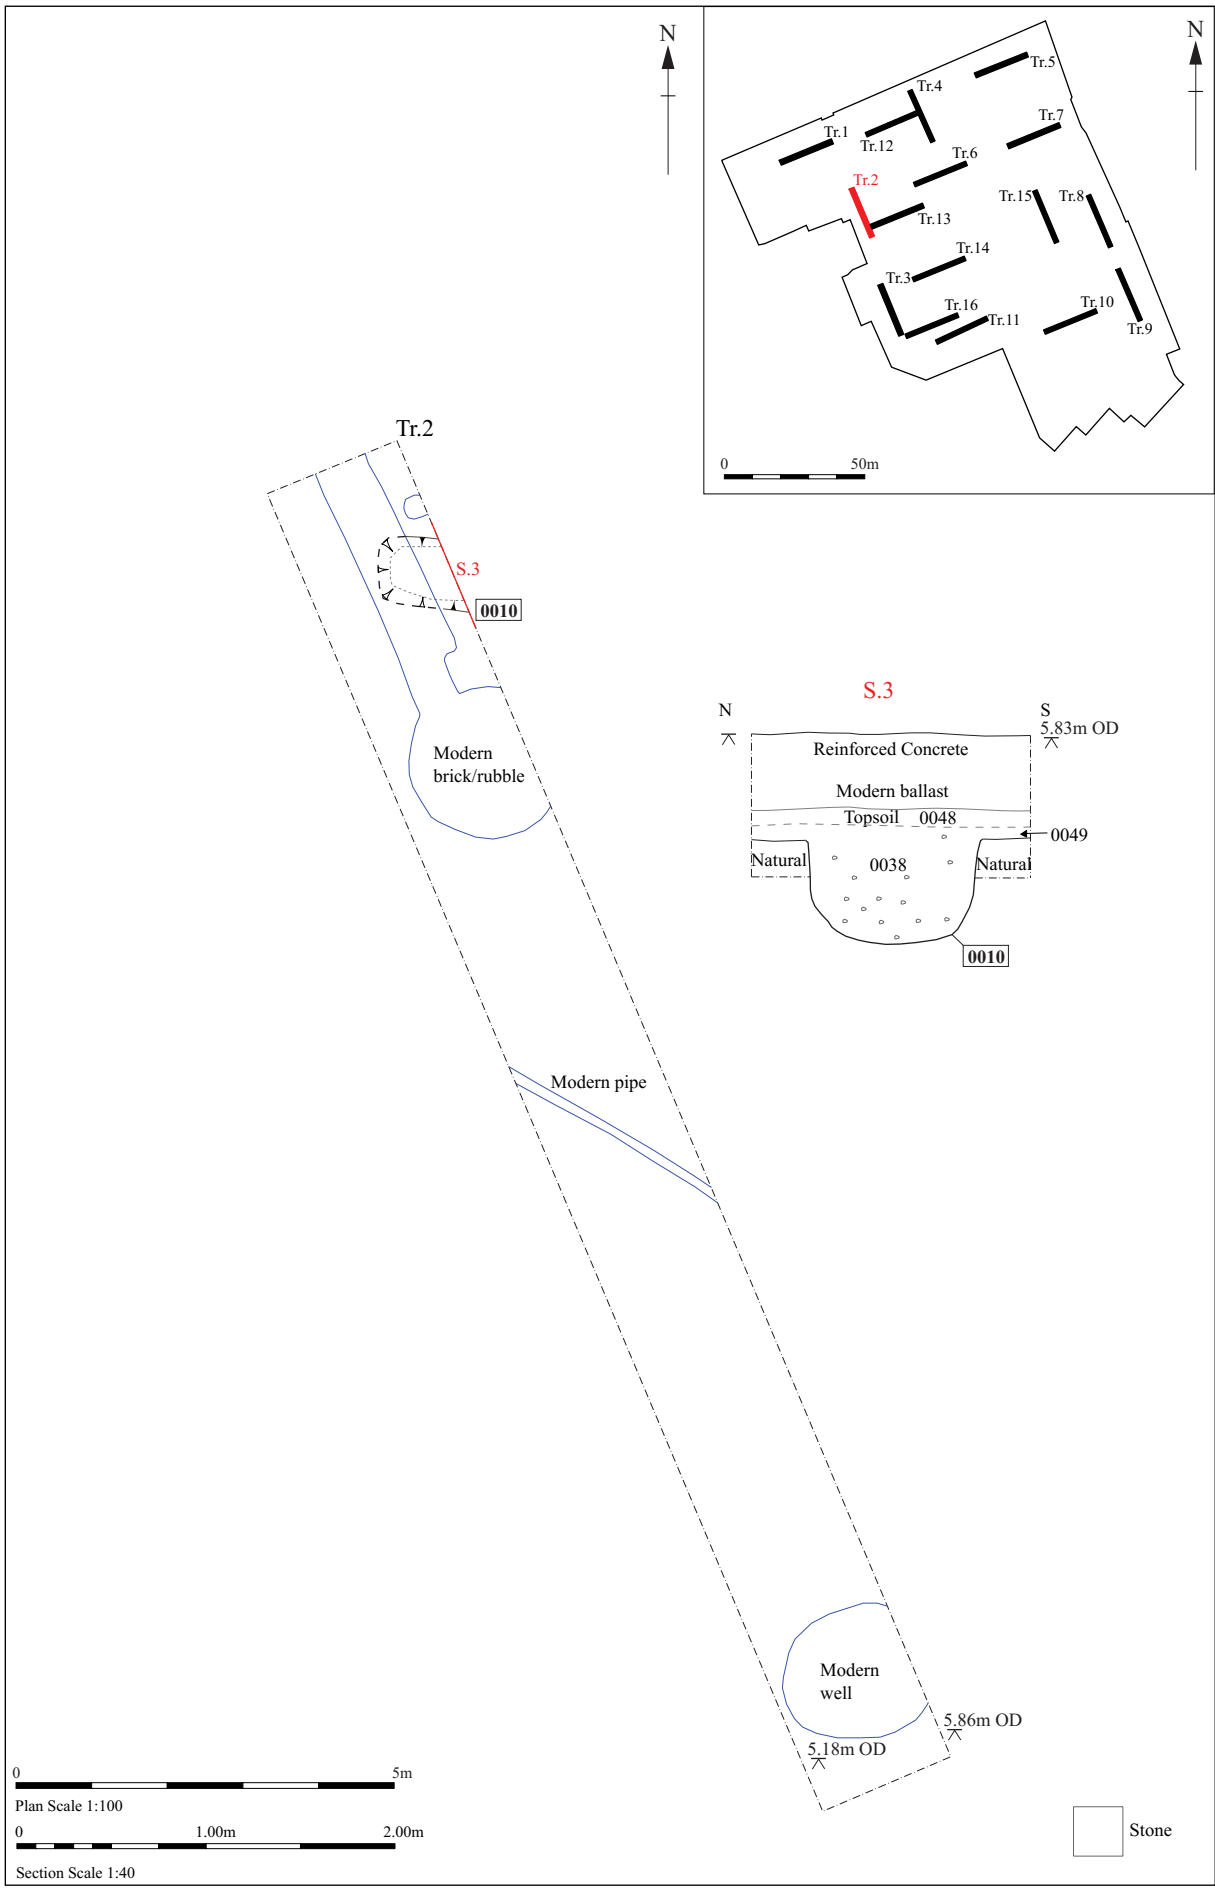 N
N
Tr.5
Tr.4
Tr.7
Tr.1
Tr.12
Tr.6
Tr.2
Tr.15
Tr.8
Tr.13
Tr.14
Tr.3
Tr.16
Tr.11
Tr.10
Tr.9
0
50m
Tr.2
S.3
0010
Modern
brick/rubble
Modern pipe
Modern
well
5.86m OD
5.18m OD
S.3
N
S
5.83m OD
Reinforced Concrete
Modern ballast
Topsoil 0048
0049
Natural
0038
Natural
0010
0
5m
Plan Scale 1:100
0
1.00m
2.00m
Section Scale 1:40
Stone